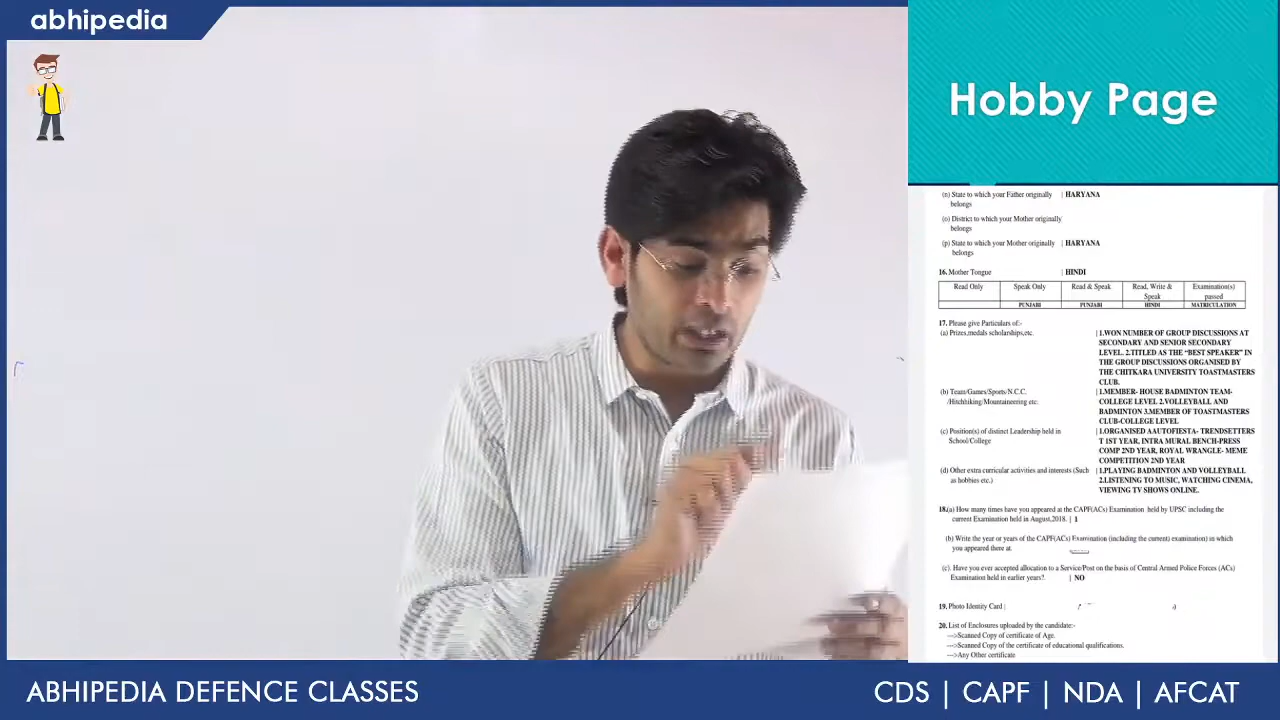 abhipedia
Hobby Page
(n) State to which your Father originally | HARYANA
belongs
(o) District to which your Mother originally
belongs
(p) State to which your Mother originally | HARYANA
belongs
16. Mother Tongue | HINDI
Read Only Speak Only Read & Speak Read, Write & Examination(s)
Speak passed
PUNJABI PUNJABI HINDI MATRICULATION
17. Please give Particulars of:-
(a) Prizes,medals scholarships,etc. | 1.WON NUMBER OF GROUP DISCUSSIONS AT
SECONDARY AND SENIOR SECONDARY
LEVEL. 2.TITLED AS THE “BEST SPEAKER” IN
THE GROUP DISCUSSIONS ORGANISED BY
THE CHITKARA UNIVERSITY TOASTMASTERS
CLUB.
(b) Team/Games/Sports/N.C.C. | 1.MEMBER- HOUSE BADMINTON TEAM-
/Hitchhiking/Mountaineering etc: COLLEGE LEVEL 2.VOLLEYBALL AND
BADMINTON 3.MEMBER OF TOASTMASTERS
CLUB-COLLEGE LEVEL
(c) Position(s) of distinct Leadership held in | 1.ORGANISED AAUTOFIESTA- TRENDSETTERS
School/College T 1ST YEAR, INTRA MURAL BENCH-PRESS
COMP 2ND YEAR, ROYAL WRANGLE- MEME
COMPETITION 2ND YEAR
(d) Other extra curricular activities and interests (Such | 1.PLAYING BADMINTON AND VOLLEYBALL
as hobbies etc.) 2.LISTENING TO MUSIC, WATCHING CINEMA,
VIEWING TV SHOWS ONLINE.
18.(a) How many times have you appeared at the CAPF(ACs) Examination held by UPSC including the
current Examination held in August,2018. | 1
(b) Write the year or years of the CAPF(ACs) Examination (including the current) examination) in which
you appeared there at.
(c). Have you ever accepted allocation to a Service/Post on the basis of Central Armed Police Forces (ACs)
Examination held in earlier years?. | NO
19. Photo Identity Card |
20. List of Enclosures uploaded by the candidate:-
--->Scanned Copy of certificate of Age.
--->Scanned Copy of the certificate of educational qualifications.
--->Any Other certificate
ABHIPEDIA DEFENCE CLASSES
CDS | CAPF | NDA | AFCAT